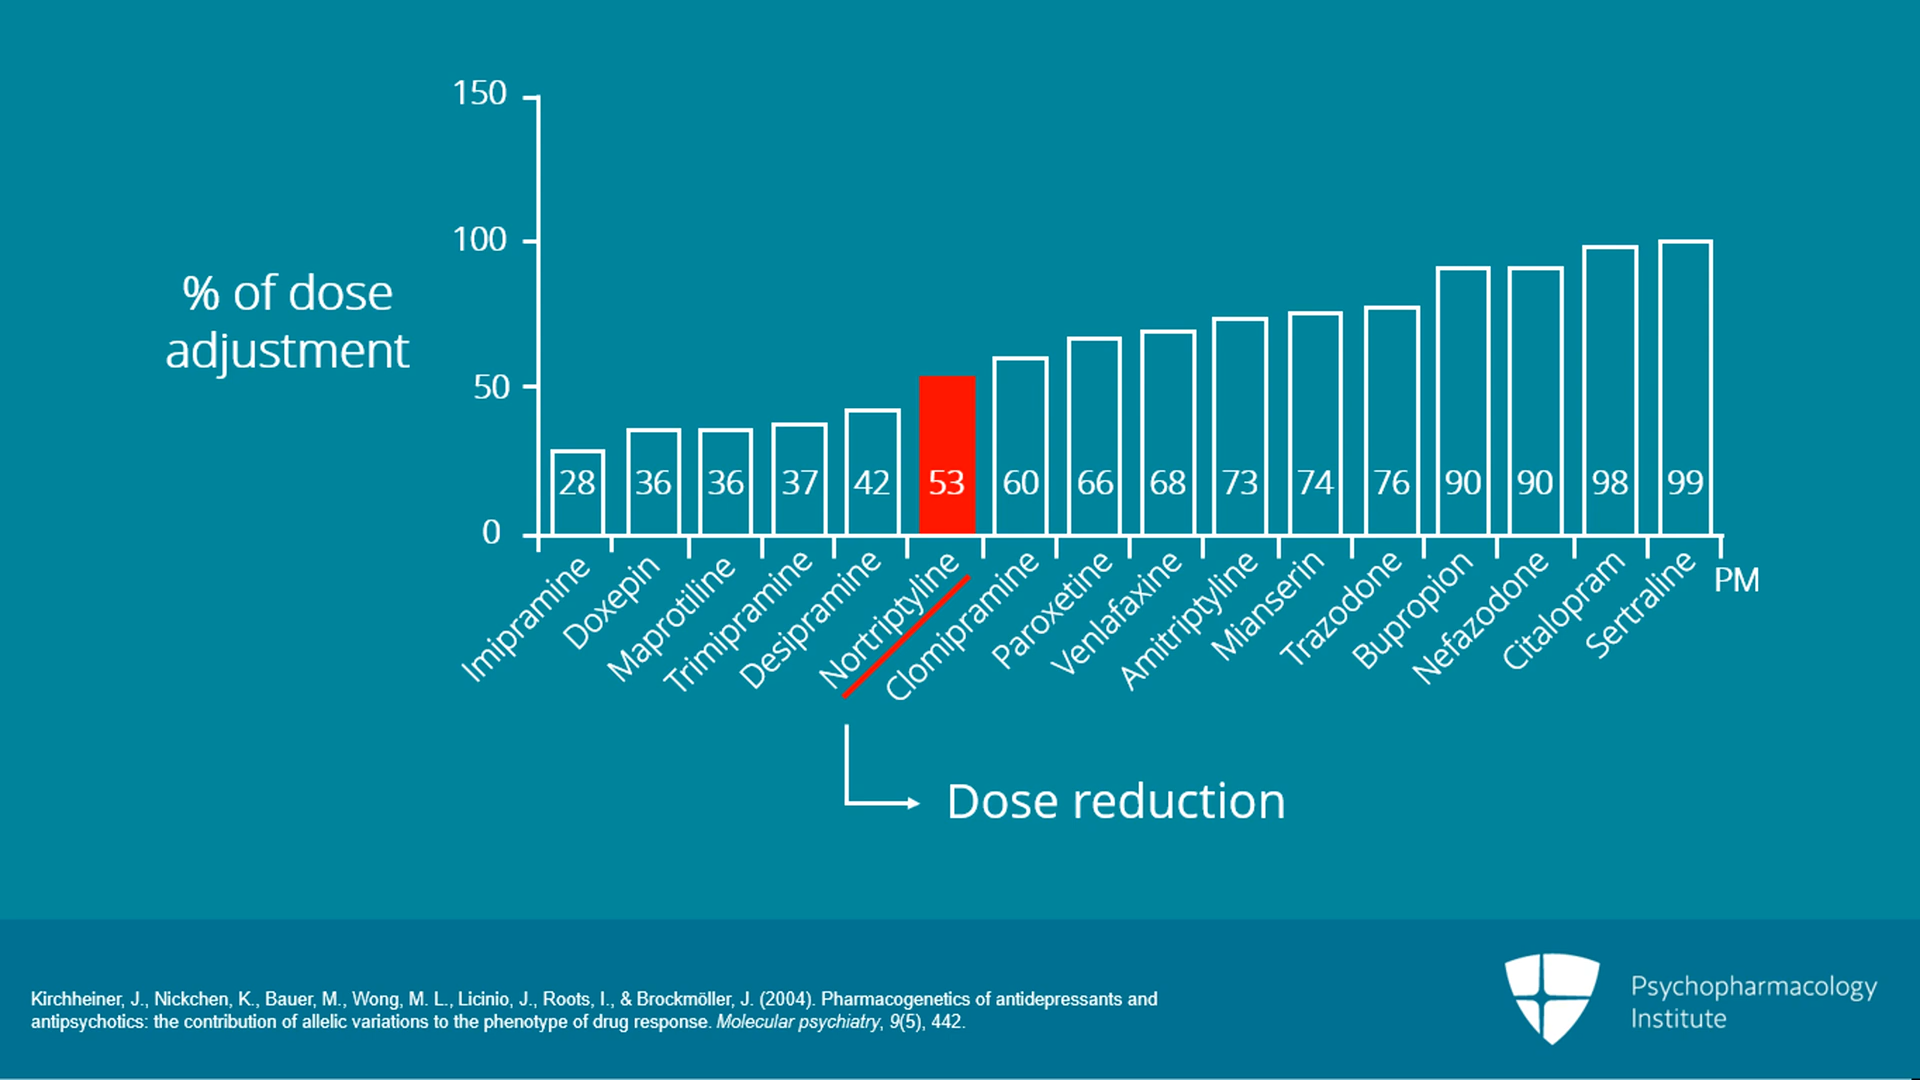 150
100
50
0
% of dose
adjustment
28 36 36 37 42 53 60 66 68 73 74 76 90 90 98 99
Imipramine
Doxepin
Maprotiline
Trimipramine
Desipramine
Nortriptyline
Clomipramine
Paroxetine
Venlafaxine
Amitriptyline
Mianserin
Trazodone
Bupropion
Nefazodone
Citalopram
Sertraline
PM
Dose reduction
Kirchheiner, J., Nickchen, K., Bauer, M., Wong, M. L., Licinio, J., Roots, I., & Brockmöller, J. (2004). Pharmacogenetics of antidepressants and
antipsychotics: the contribution of allelic variations to the phenotype of drug response. Molecular psychiatry, 9(5), 442.
Psychopharmacology
Institute